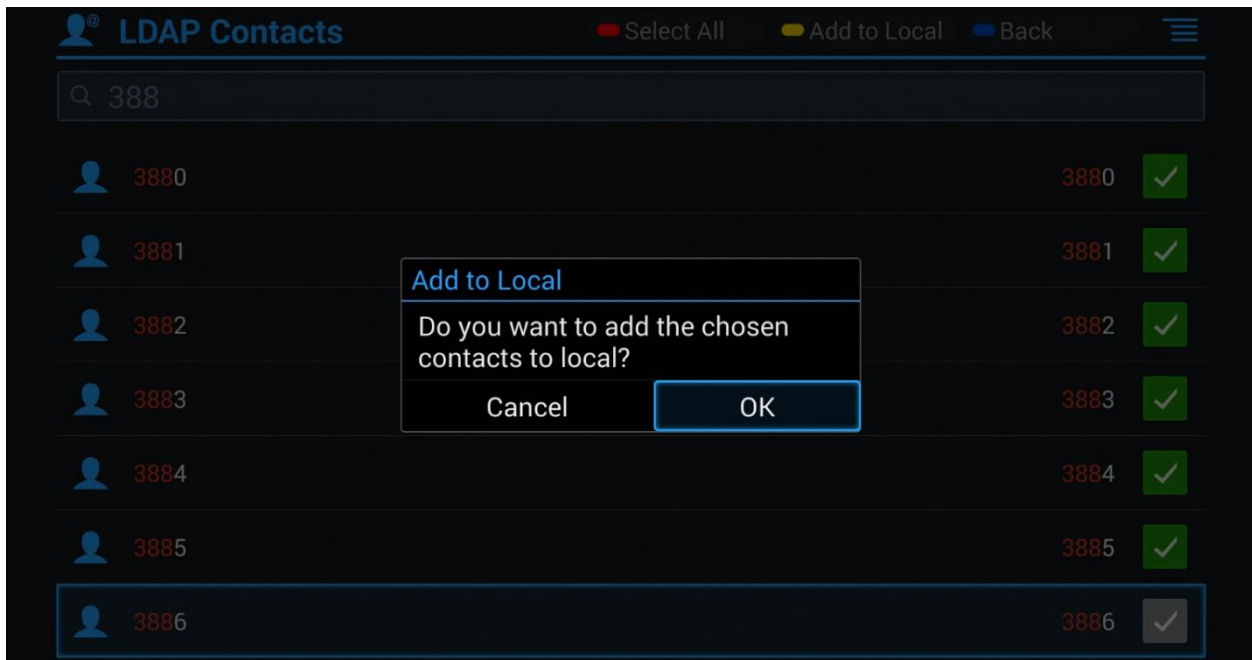 LDAP Contacts Select All Add to Local Back
388
3880 3880
3881 3881
Add to Local
3882 Do you want to add the chosen 3882
contacts to local?
3883 Cancel OK 3883
3884 3884
3885 3885
3886 3886